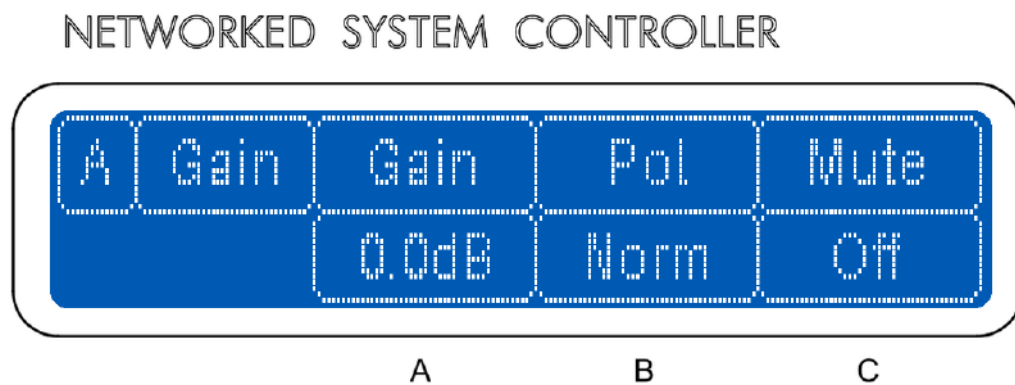 NETWORKED SYSTEM CONTROLLER
A Gain Gain Pol Mute
0.0dB Norm Off
A B C